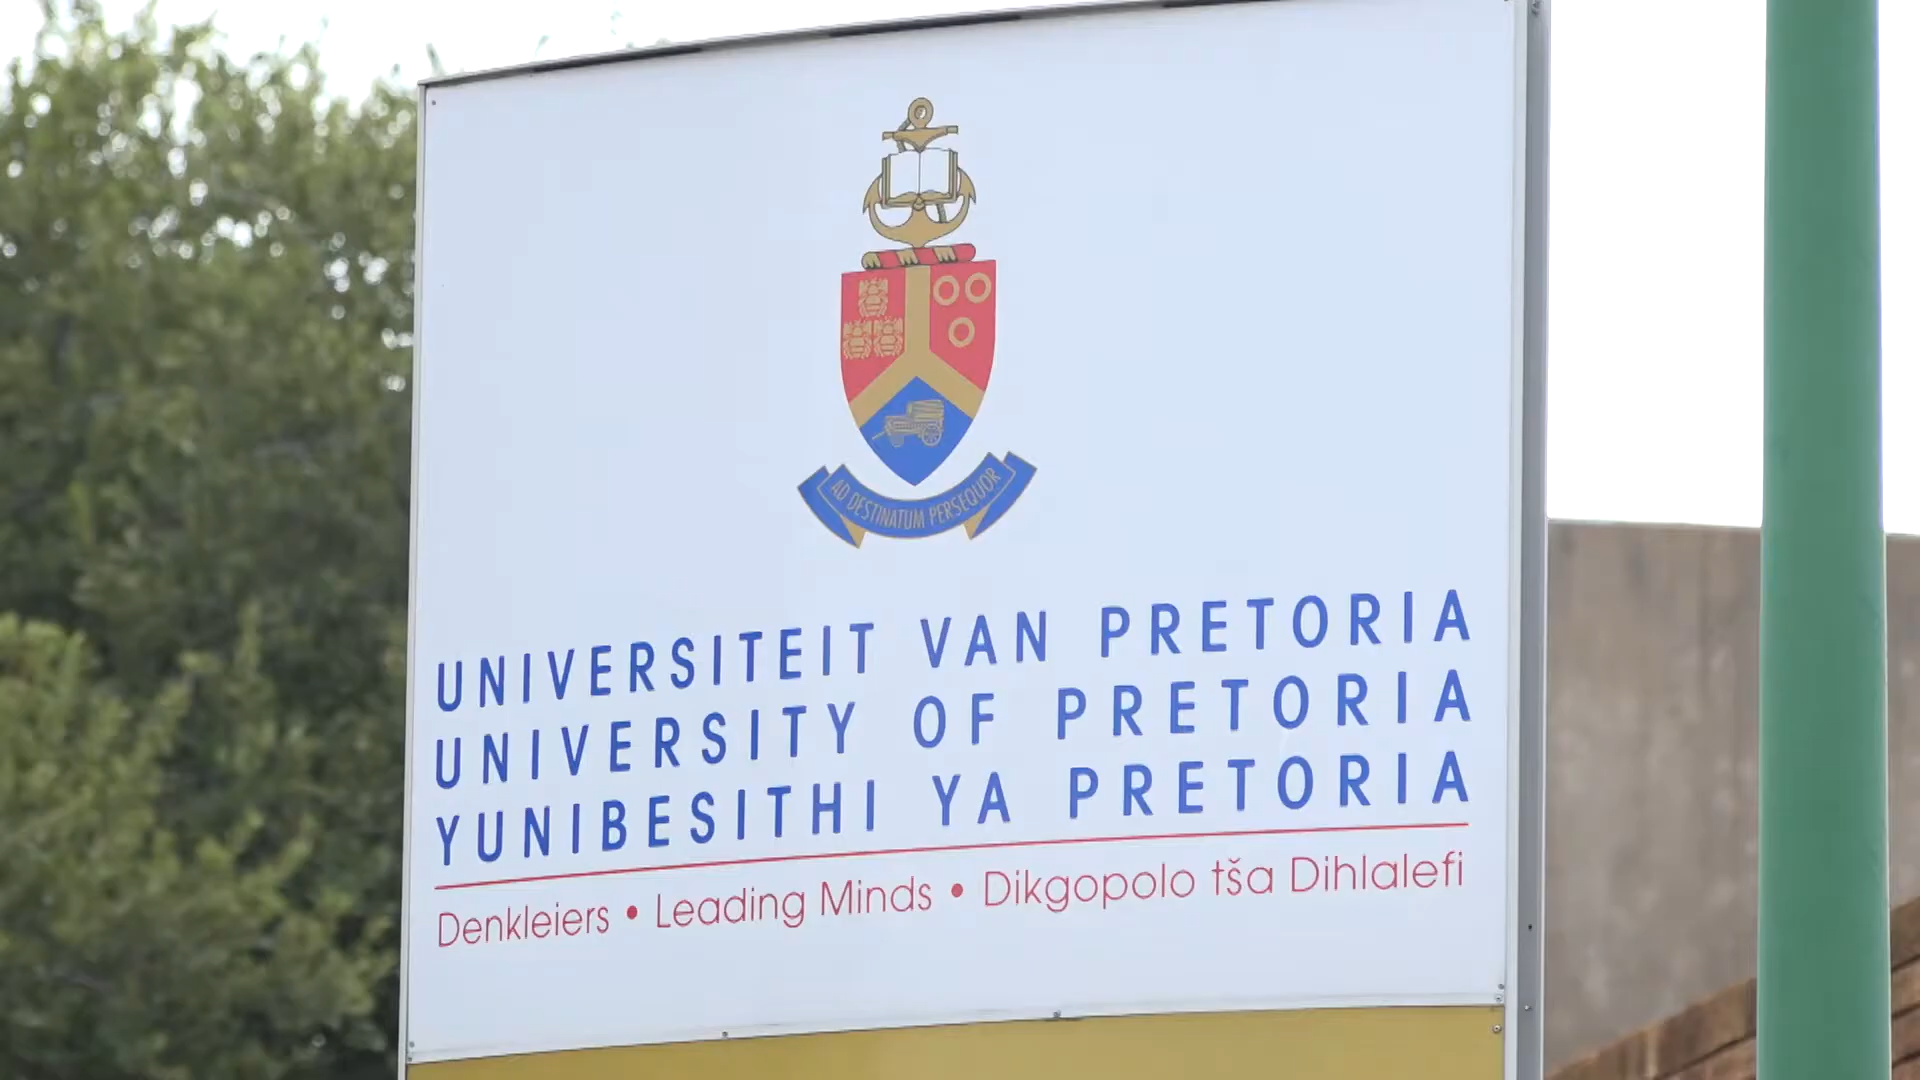 AD DESTINATUM PERSEQUOR
UNIVERSITEIT VAN PRETORIA
UNIVERSITY OF PRETORIA
YUNIBESITHI YA PRETORIA
Denkleiers • Leading Minds • Dikgopolo tša Dihlalefi